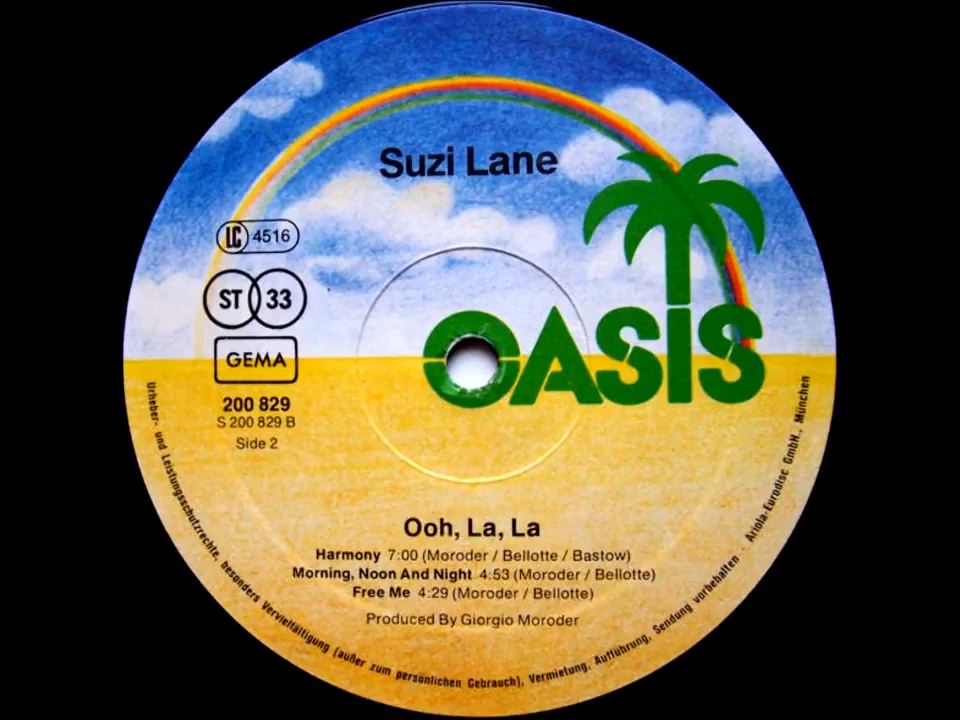 Suzi Lane
LC 4516
ST 33
GEMA
OASIS
200 829
S 200 829 B
Side 2
Ooh, La, La
Harmony 7:00 (Moroder / Bellotte / Bastow)
Morning, Noon And Night 4:53 (Moroder / Bellotte)
Free Me 4:29 (Moroder / Bellotte)
Produced By Giorgio Moroder
Urheber- und Leistungsschutzrechte, besonders Vervielfältigung (außer zum persönlichen Gebrauch), Vermietung, Aufführung, Sendung vorbehalten · Ariola-Eurodisc GmbH., München